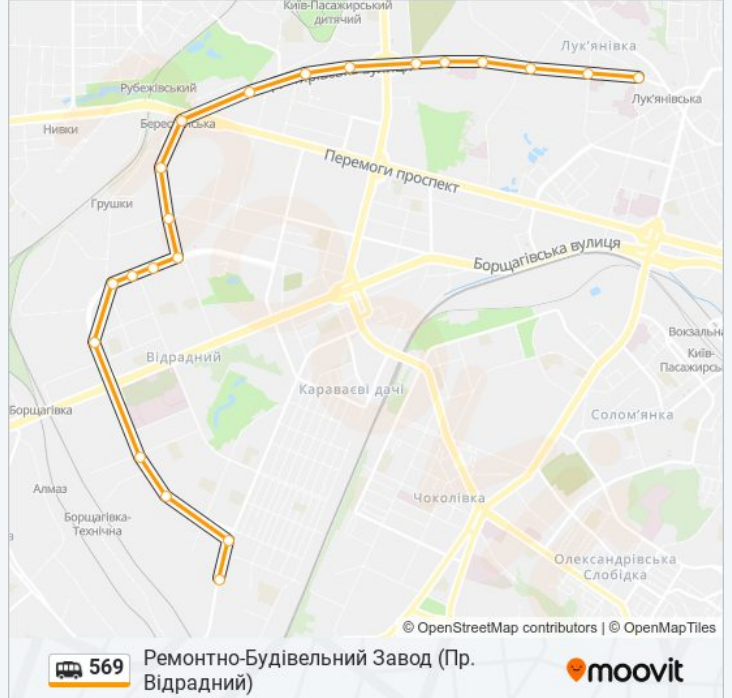 Київ-Пасажирський
дитячий
Лук'янівка
Рубежівський
Лук'янівська
Нивки
Перемоги проспект
Грушки
Борщагівська вулиця
Вокзальна
Київ-
Відрадний
Караваєві дачі
Борщагівка
Солом'янка
Алмаз
Чоколівка
Борщагівка-
Технічна
Олександрівська
Слобідка
© OpenStreetMap contributors | © OpenMapTiles
569
Ремонтно-Будівельний Завод (Пр.
Відрадний)
moovit